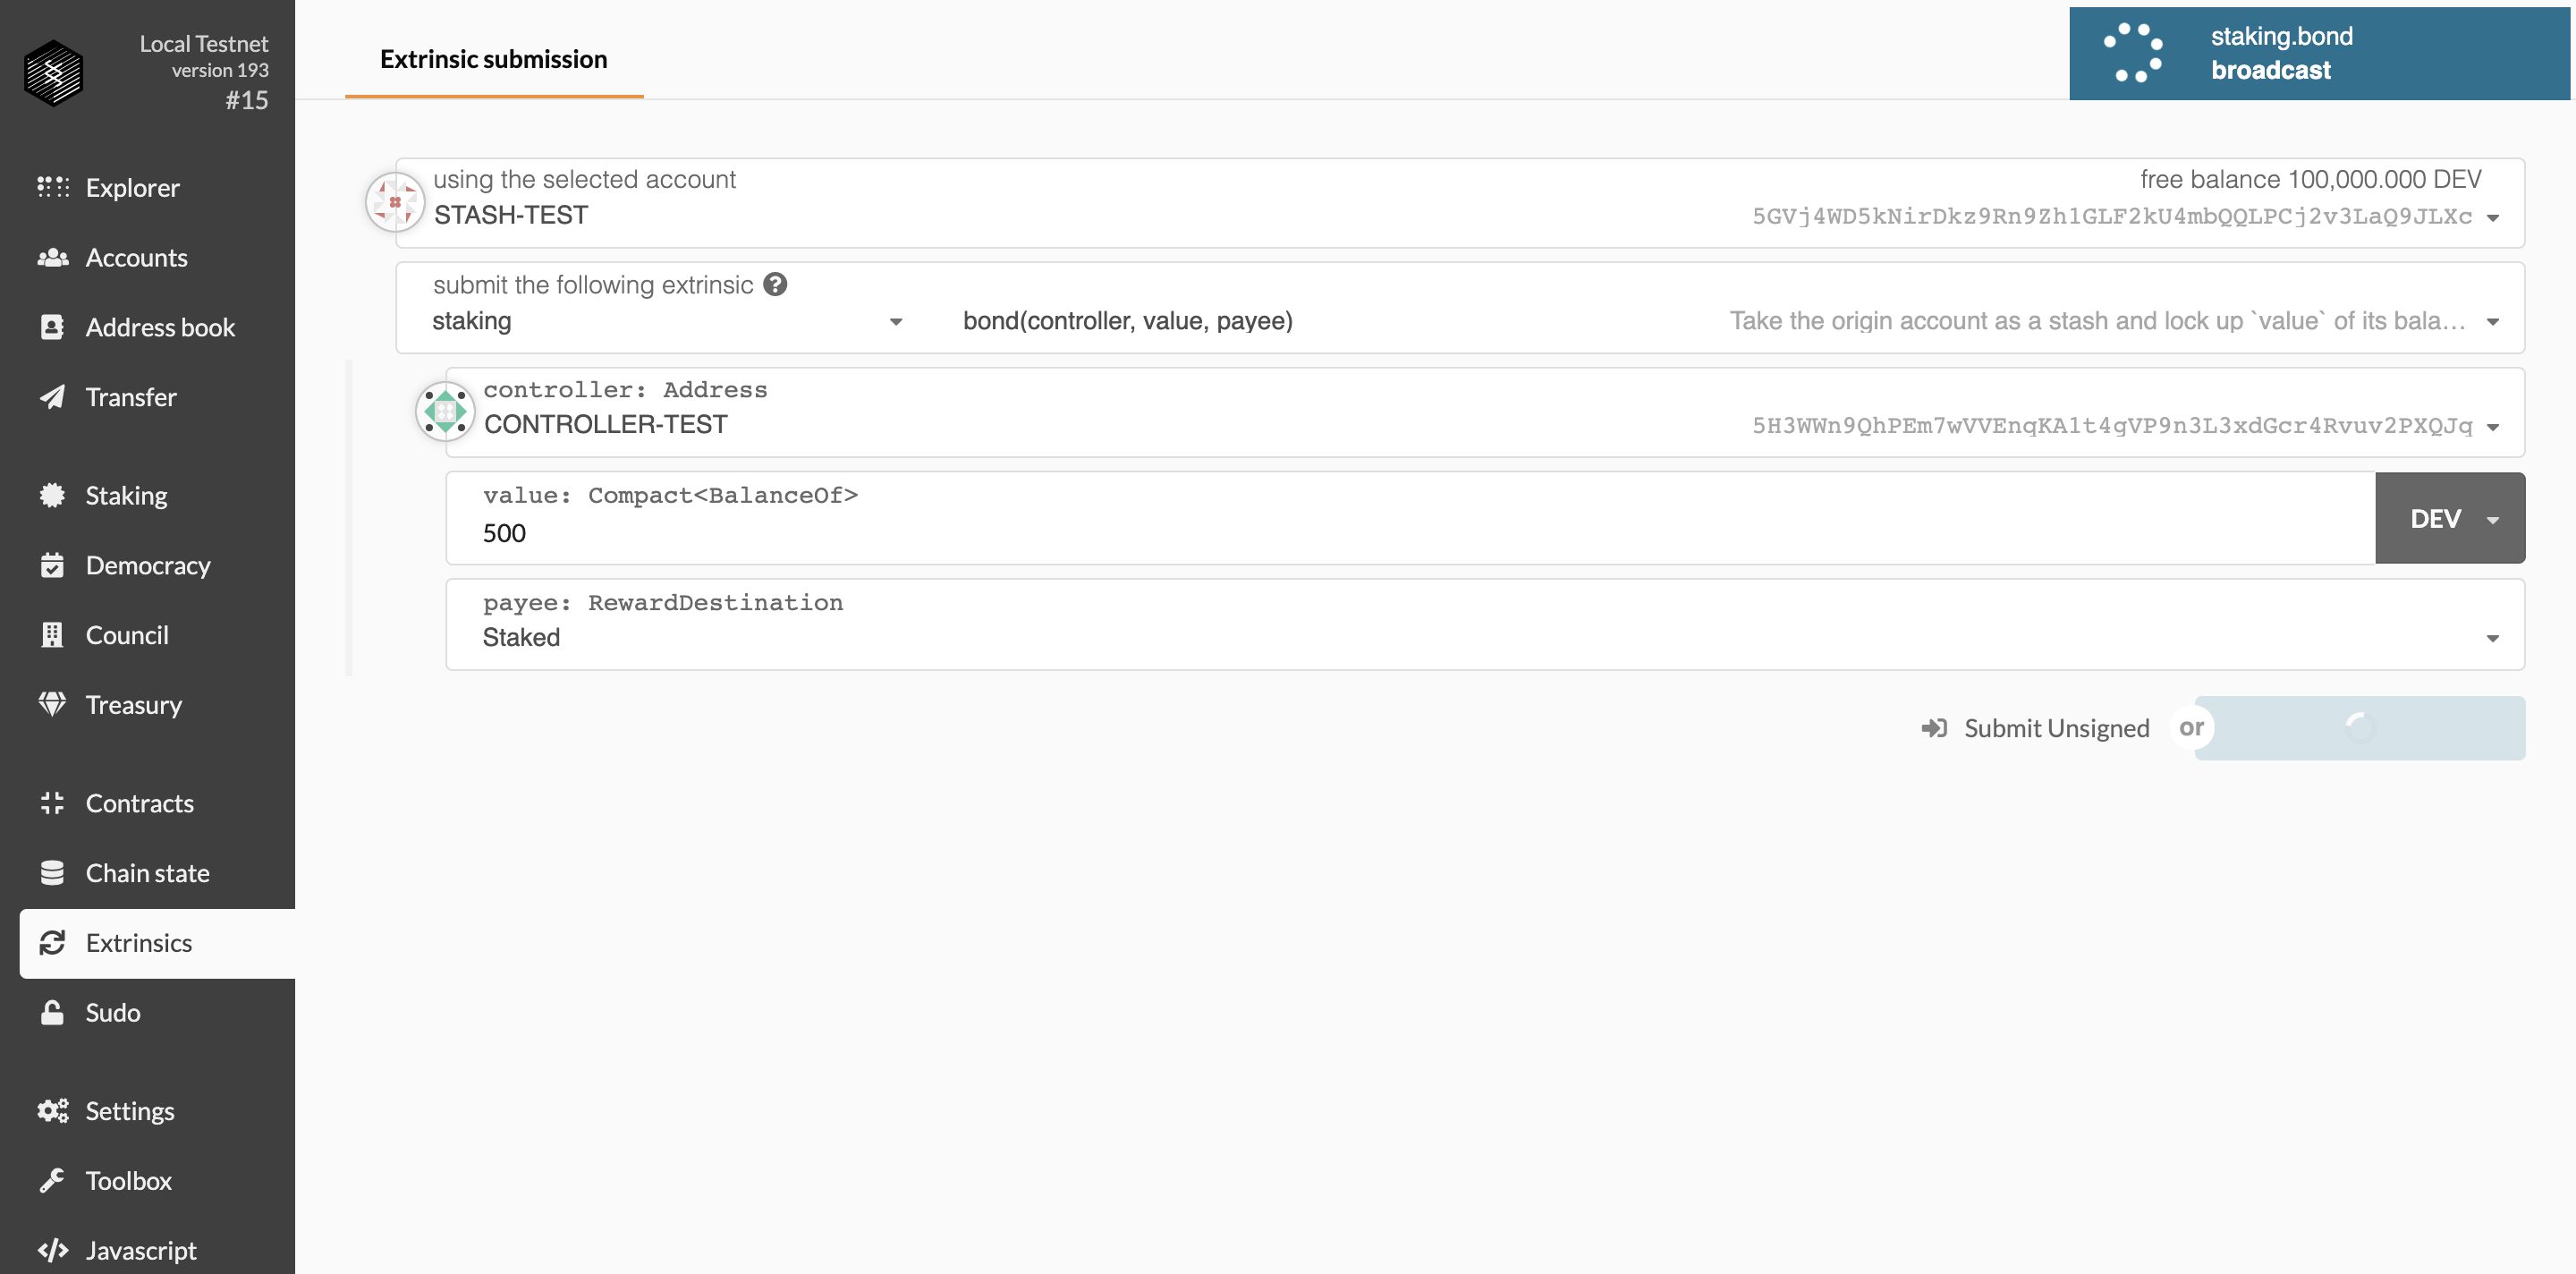 Local Testnet
version 193
#15
Explorer
Accounts
Address book
Transfer
Staking
Democracy
Council
Treasury
Contracts
Chain state
Extrinsics
Sudo
Settings
Toolbox
Javascript
Extrinsic submission
staking.bond
broadcast
using the selected account
free balance 100,000.000 DEV
STASH-TEST
5GVj4WD5kNirDkz9Rn9Zh1GLF2kU4mbQQLPCj2v3LaQ9JLXc
submit the following extrinsic ?
staking
bond(controller, value, payee)
Take the origin account as a stash and lock up `value` of its bala...
controller: Address
CONTROLLER-TEST
5H3WWn9QhPEm7wVVEnqKA1t4gVP9n3L3xdGcr4Rvuv2PXQJq
value: Compact<BalanceOf>
500
DEV
payee: RewardDestination
Staked
Submit Unsigned
or